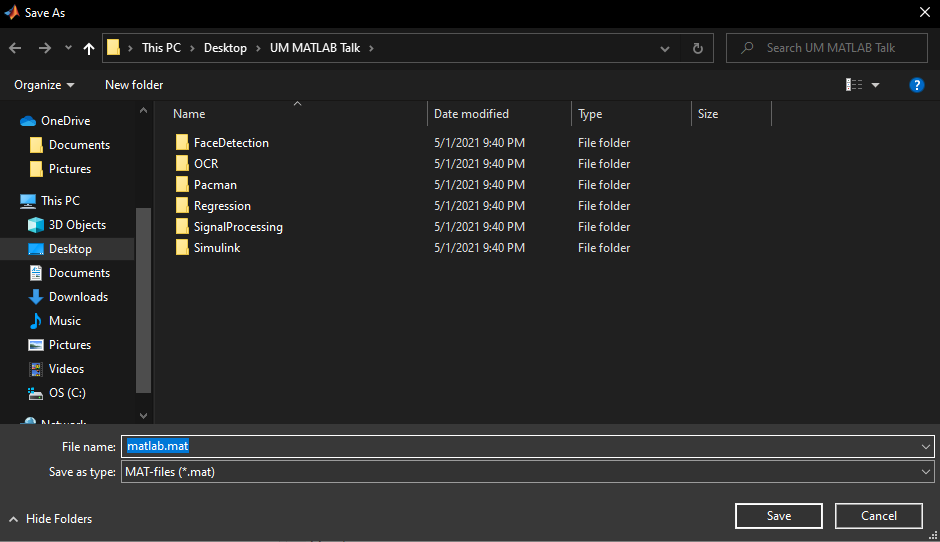 Save As
This PC Desktop UM MATLAB Talk
Search UM MATLAB Talk
Organize New folder
?
OneDrive
Documents
Pictures
This PC
3D Objects
Desktop
Documents
Downloads
Music
Pictures
Videos
OS (C:)
Network
Name Date modified Type Size
FaceDetection 5/1/2021 9:40 PM File folder
OCR 5/1/2021 9:40 PM File folder
Pacman 5/1/2021 9:40 PM File folder
Regression 5/1/2021 9:40 PM File folder
SignalProcessing 5/1/2021 9:40 PM File folder
Simulink 5/1/2021 9:40 PM File folder
File name: matlab.mat
Save as type: MAT-files (*.mat)
Hide Folders Save Cancel